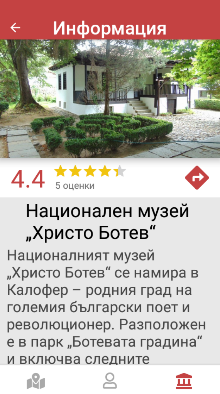 Информация
4.4
5 оценки
Национален музей
„Христо Ботев“
Националният музей
„Христо Ботев“ се намира в
Калофер – родния град на
големия български поет и
революционер. Разположен
е в парк „Ботевата градина“
и включва следните